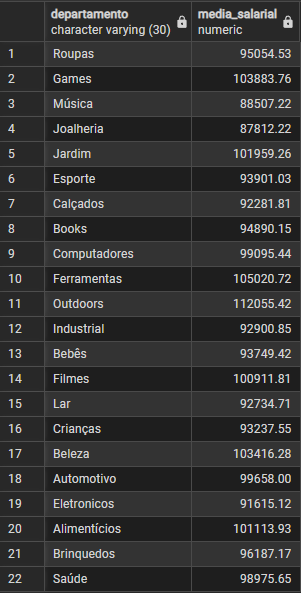 departamento media_salarial
character varying (30) numeric
1 Roupas 95054.53
2 Games 103883.76
3 Música 88507.22
4 Joalheria 87812.22
5 Jardim 101959.26
6 Esporte 93901.03
7 Calçados 92281.81
8 Books 94890.15
9 Computadores 99095.44
10 Ferramentas 105020.72
11 Outdoors 112055.42
12 Industrial 92900.85
13 Bebês 93749.42
14 Filmes 100911.81
15 Lar 92734.71
16 Crianças 93237.55
17 Beleza 103416.28
18 Automotivo 99658.00
19 Eletronicos 91615.12
20 Alimentícios 101113.93
21 Brinquedos 96187.17
22 Saúde 98975.65